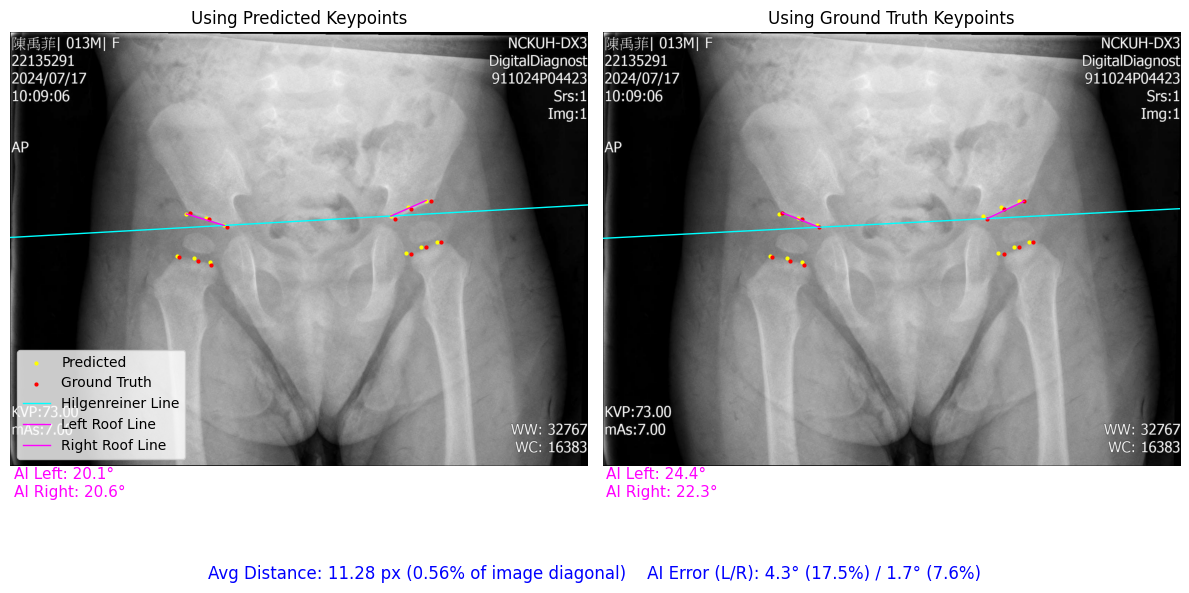 Using Predicted Keypoints
陳禹菲| 013M| F
22135291
2024/07/17
10:09:06
AP
NCKUH-DX3
DigitalDiagnost
911024P04423
Srs:1
Img:1
Predicted
Ground Truth
Hilgenreiner Line
Left Roof Line
Right Roof Line
KVP:73.00
mAs:7.00
WW: 32767
WC: 16383
AI Left: 20.1°
AI Right: 20.6°
Using Ground Truth Keypoints
陳禹菲| 013M| F
22135291
2024/07/17
10:09:06
AP
NCKUH-DX3
DigitalDiagnost
911024P04423
Srs:1
Img:1
KVP:73.00
mAs:7.00
WW: 32767
WC: 16383
AI Left: 24.4°
AI Right: 22.3°
Avg Distance: 11.28 px (0.56% of image diagonal) AI Error (L/R): 4.3° (17.5%) / 1.7° (7.6%)